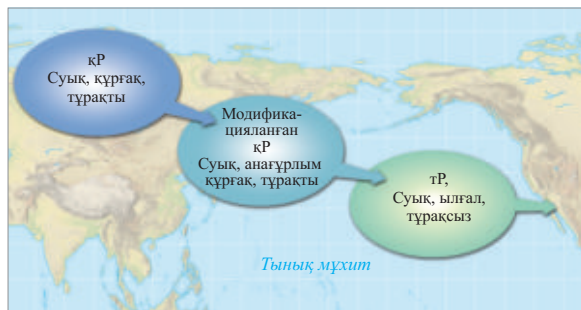 қР
Суық, құрғақ,
тұрақты
Модифика-
цияланған
қР
Суық, анағұрлым
құрғақ, тұрақты
тР,
Суық, ылғал,
тұрақсыз
Тынық мұхит